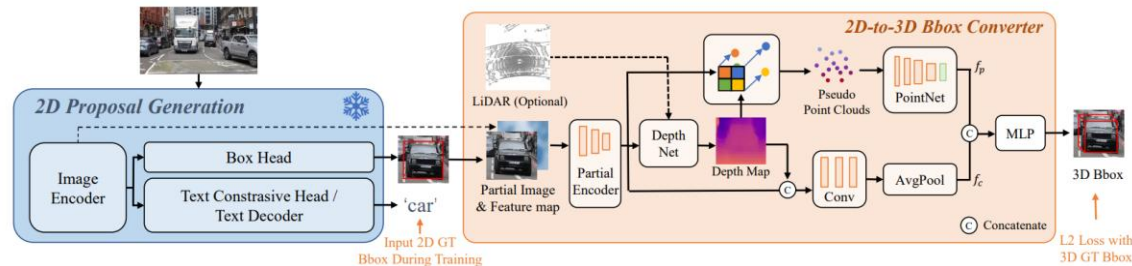 2D-to-3D Bbox Converter
2D Proposal Generation
LiDAR (Optional)
Pseudo
Point Clouds
PointNet
f_p
Image
Encoder
Box Head
Text Constrasive Head /
Text Decoder
'car'
Input 2D GT
Bbox During Training
Partial Image
& Feature map
Partial
Encoder
Depth
Net
Depth Map
C
Conv
AvgPool
f_c
C
MLP
3D Bbox
C Concatenate
L2 Loss with
3D GT Bbox